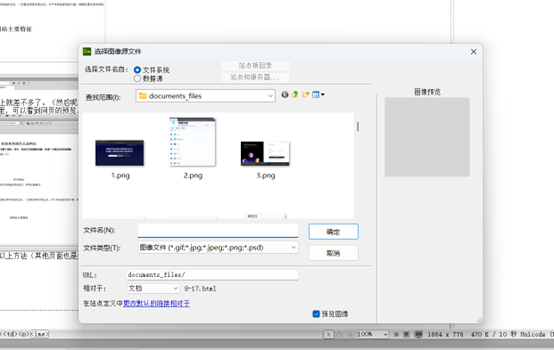 站主要特征
上就差不多了。（然后呢
里，可以看到网页的预览
以上方法（其他页面也是
Dw 选择图像源文件
选择文件名自： 文件系统
数据源
站点根目录
站点和服务器...
查找范围(I): documents_files
1.png 2.png 3.png
文件名(N):
文件类型(T): 图像文件 (*.gif;*.jpg;*.jpeg;*.png;*.psd)
确定
取消
URL: documents_files/
相对于： 文档 8-17.html
在站点定义中更改默认的链接相对于
图像预览
预览图像
<td><p><img>
100% 1664 x 776 470 K / 10 秒 Unicode (